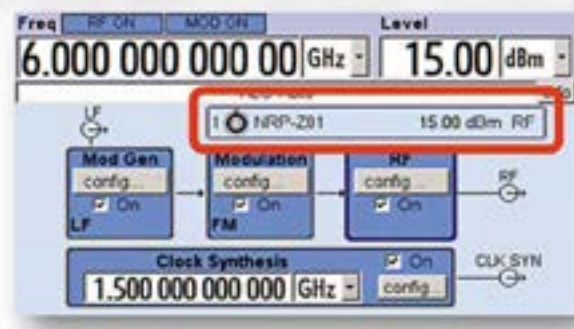 Freq RF ON MOD ON Level
6.000 000 000 00 GHz 15.00 dBm
1 NRP-Z01 15.00 dBm RF
LF
Mod Gen Modulation RF
config... config... config... RF
On On On
LF FM
Clock Synthesis On CLK SYN
1.500 000 000 000 GHz config...